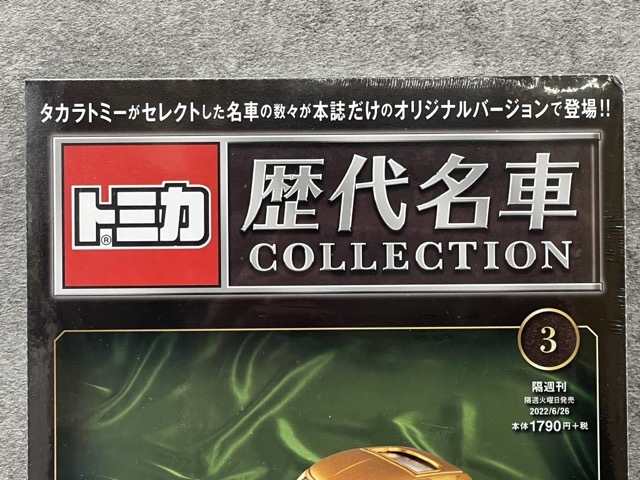 タカラトミーがセレクトした名車の数々が本誌だけのオリジナルバージョンで登場!!
トミカ®
歴代名車
COLLECTION
3
隔週刊
隔週火曜日発売
2022/6/26
本体1790円+税